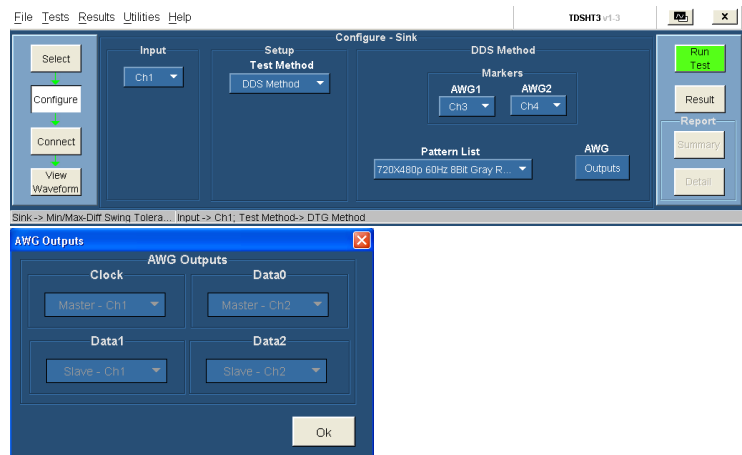 File Tests Results Utilities Help
TDSHT3 v1-3
x
Configure - Sink
Select
Configure
Connect
View
Waveform
Input
Ch1
Setup
Test Method
DDS Method
DDS Method
Markers
AWG1 AWG2
Ch3 Ch4
Pattern List
720X480p 60Hz 8Bit Gray R...
AWG
Outputs
Run
Test
Result
Report
Summary
Detail
Sink -> Min/Max-Diff Swing Tolera... Input -> Ch1; Test Method-> DTG Method
AWG Outputs
AWG Outputs
Clock
Master - Ch1
Data0
Master - Ch2
Data1
Slave - Ch1
Data2
Slave - Ch2
Ok